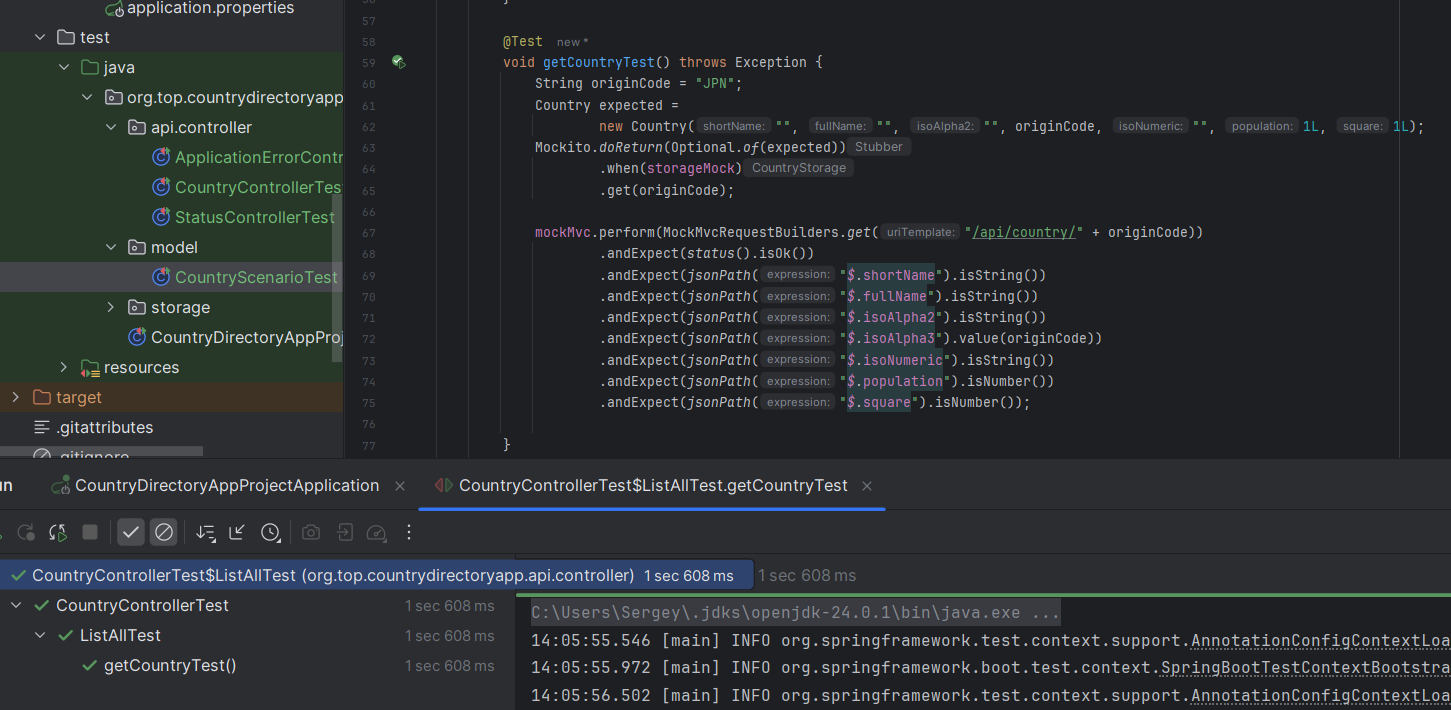 application.properties
test
java
org.top.countrydirectoryapp
api.controller
ApplicationErrorContr
CountryControllerTes
StatusControllerTest
model
CountryScenarioTest
storage
CountryDirectoryAppProj
resources
target
.gitattributes
.gitignore
56 }
57
58 @Test new *
59 void getCountryTest() throws Exception {
60 String originCode = "JPN";
61 Country expected =
62 new Country( shortName: "", fullName: "", isoAlpha2: "", originCode, isoNumeric: "", population: 1L, square: 1L);
63 Mockito.doReturn(Optional.of(expected)) Stubber
64 .when(storageMock) CountryStorage
65 .get(originCode);
66
67 mockMvc.perform(MockMvcRequestBuilders.get( uriTemplate: "/api/country/" + originCode))
68 .andExpect(status().isOk())
69 .andExpect(jsonPath( expression: "$.shortName").isString())
70 .andExpect(jsonPath( expression: "$.fullName").isString())
71 .andExpect(jsonPath( expression: "$.isoAlpha2").isString())
72 .andExpect(jsonPath( expression: "$.isoAlpha3").value(originCode))
73 .andExpect(jsonPath( expression: "$.isoNumeric").isString())
74 .andExpect(jsonPath( expression: "$.population").isNumber())
75 .andExpect(jsonPath( expression: "$.square").isNumber());
76
77 }
un CountryDirectoryAppProjectApplication CountryControllerTest$ListAllTest.getCountryTest
CountryControllerTest$ListAllTest (org.top.countrydirectoryapp.api.controller) 1 sec 608 ms 1 sec 608 ms
CountryControllerTest 1 sec 608 ms
ListAllTest 1 sec 608 ms
getCountryTest() 1 sec 608 ms
C:\Users\Sergey\.jdks\openjdk-24.0.1\bin\java.exe ...
14:05:55.546 [main] INFO org.springframework.test.context.support.AnnotationConfigContextLoa
14:05:55.972 [main] INFO org.springframework.boot.test.context.SpringBootTestContextBootstra
14:05:56.502 [main] INFO org.springframework.test.context.support.AnnotationConfigContextLoa